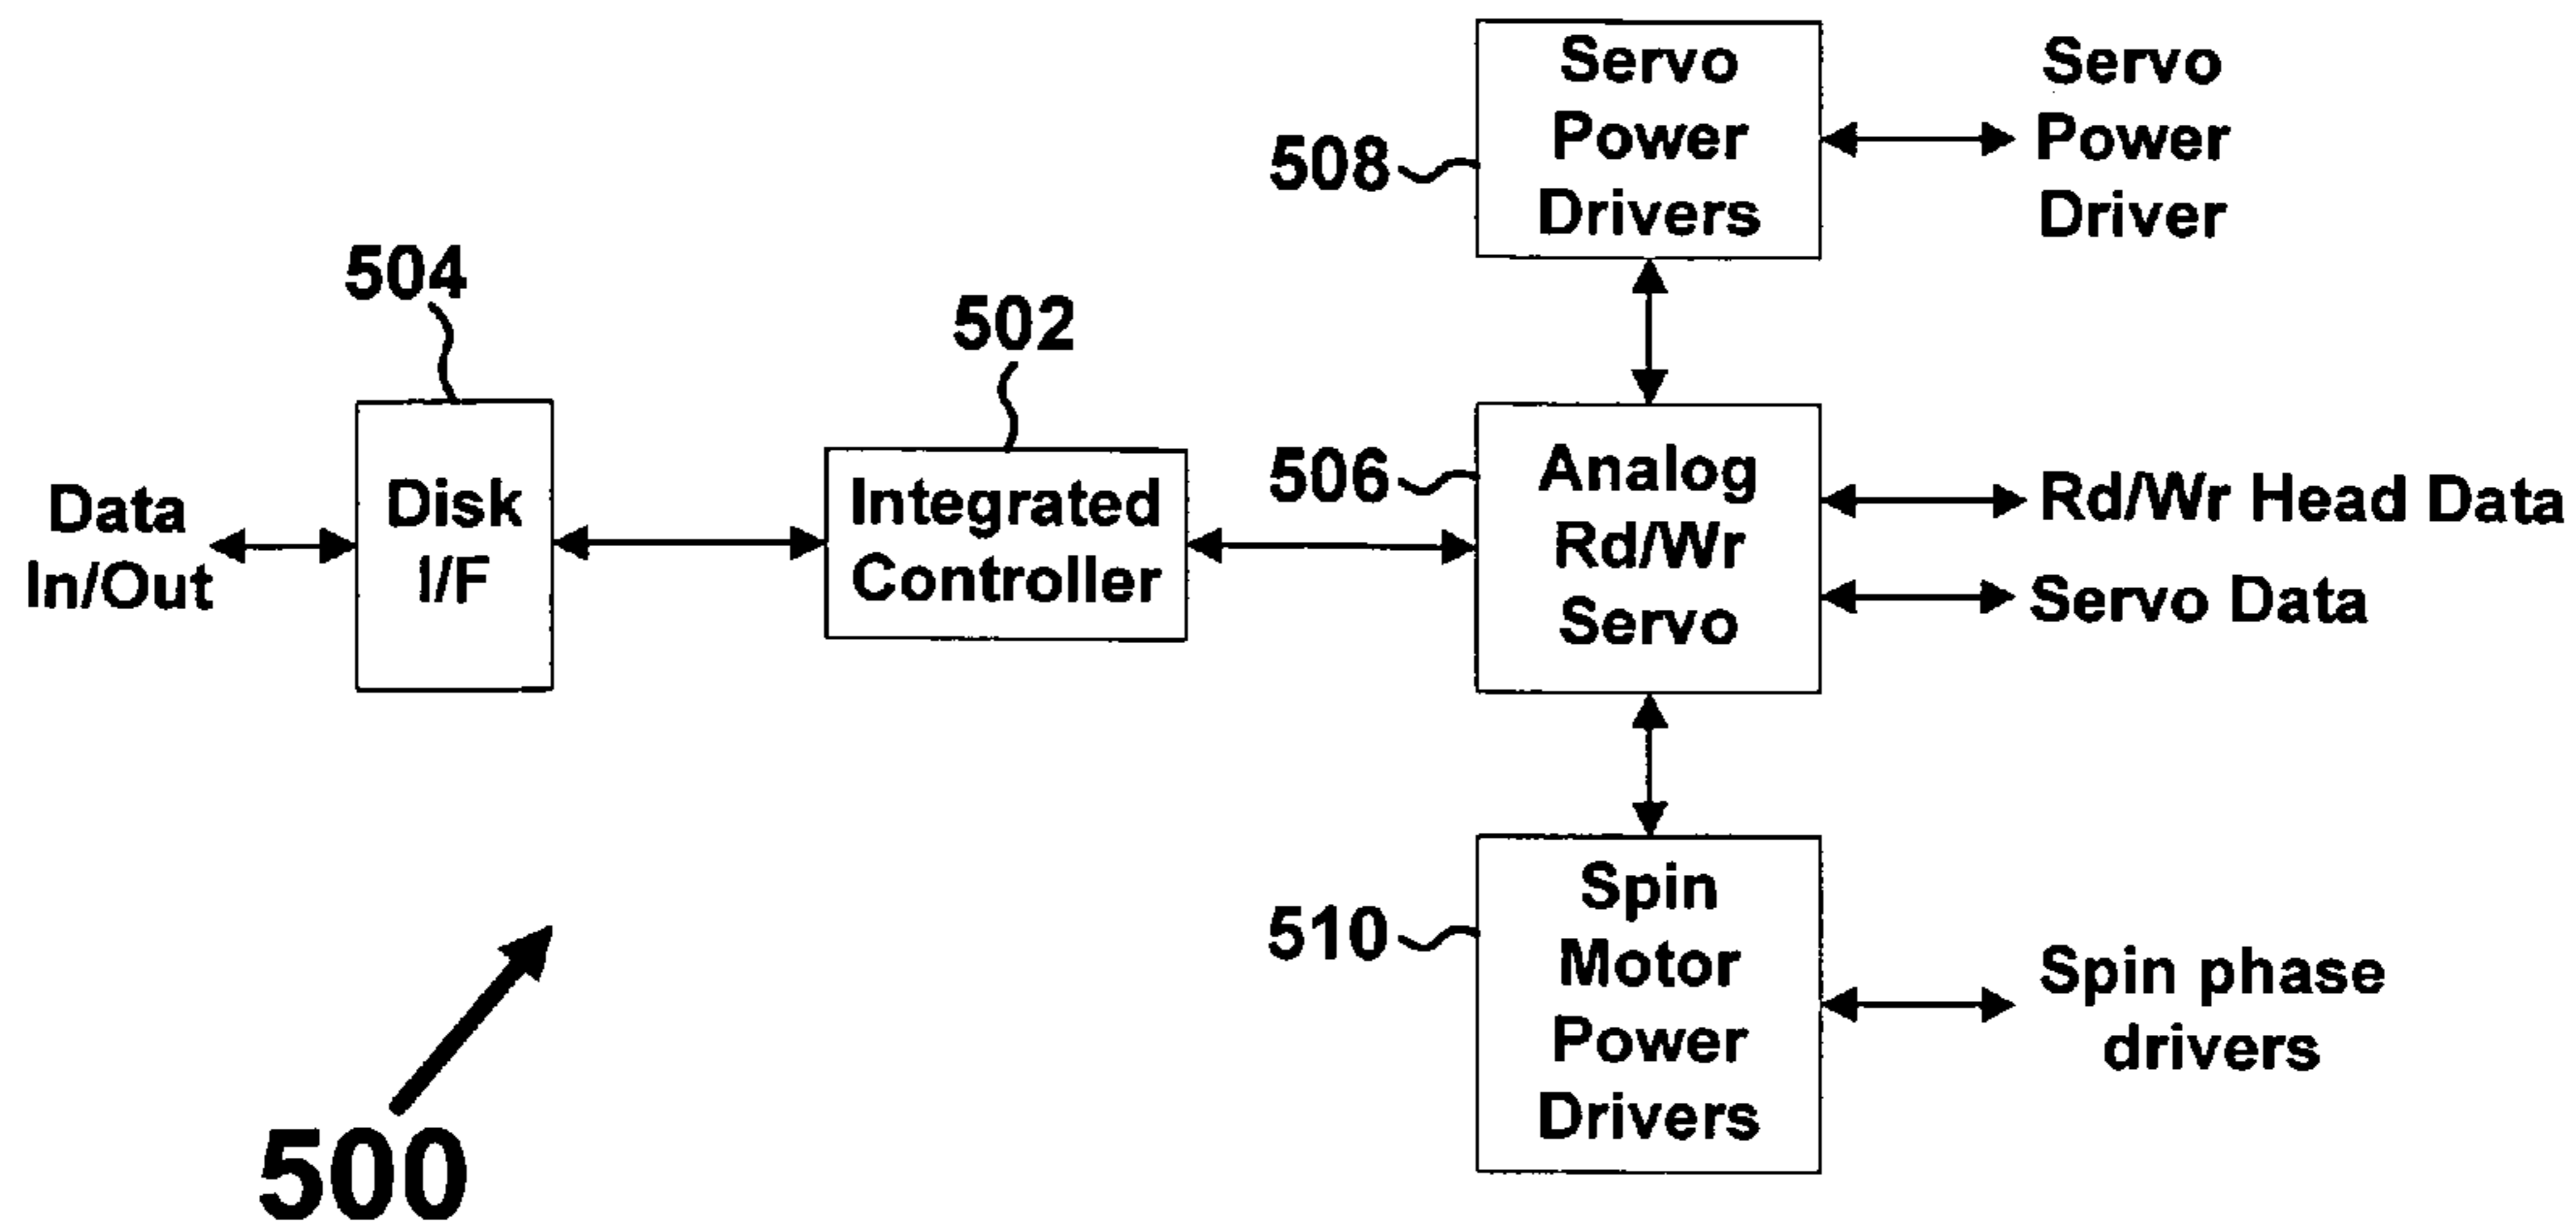 Servo
Power
Drivers
508
Servo
Power
Driver
504
502
Data
In/Out
Disk
I/F
Integrated
Controller
506
Analog
Rd/Wr
Servo
Rd/Wr Head Data
Servo Data
510
Spin
Motor
Power
Drivers
Spin phase
drivers
500